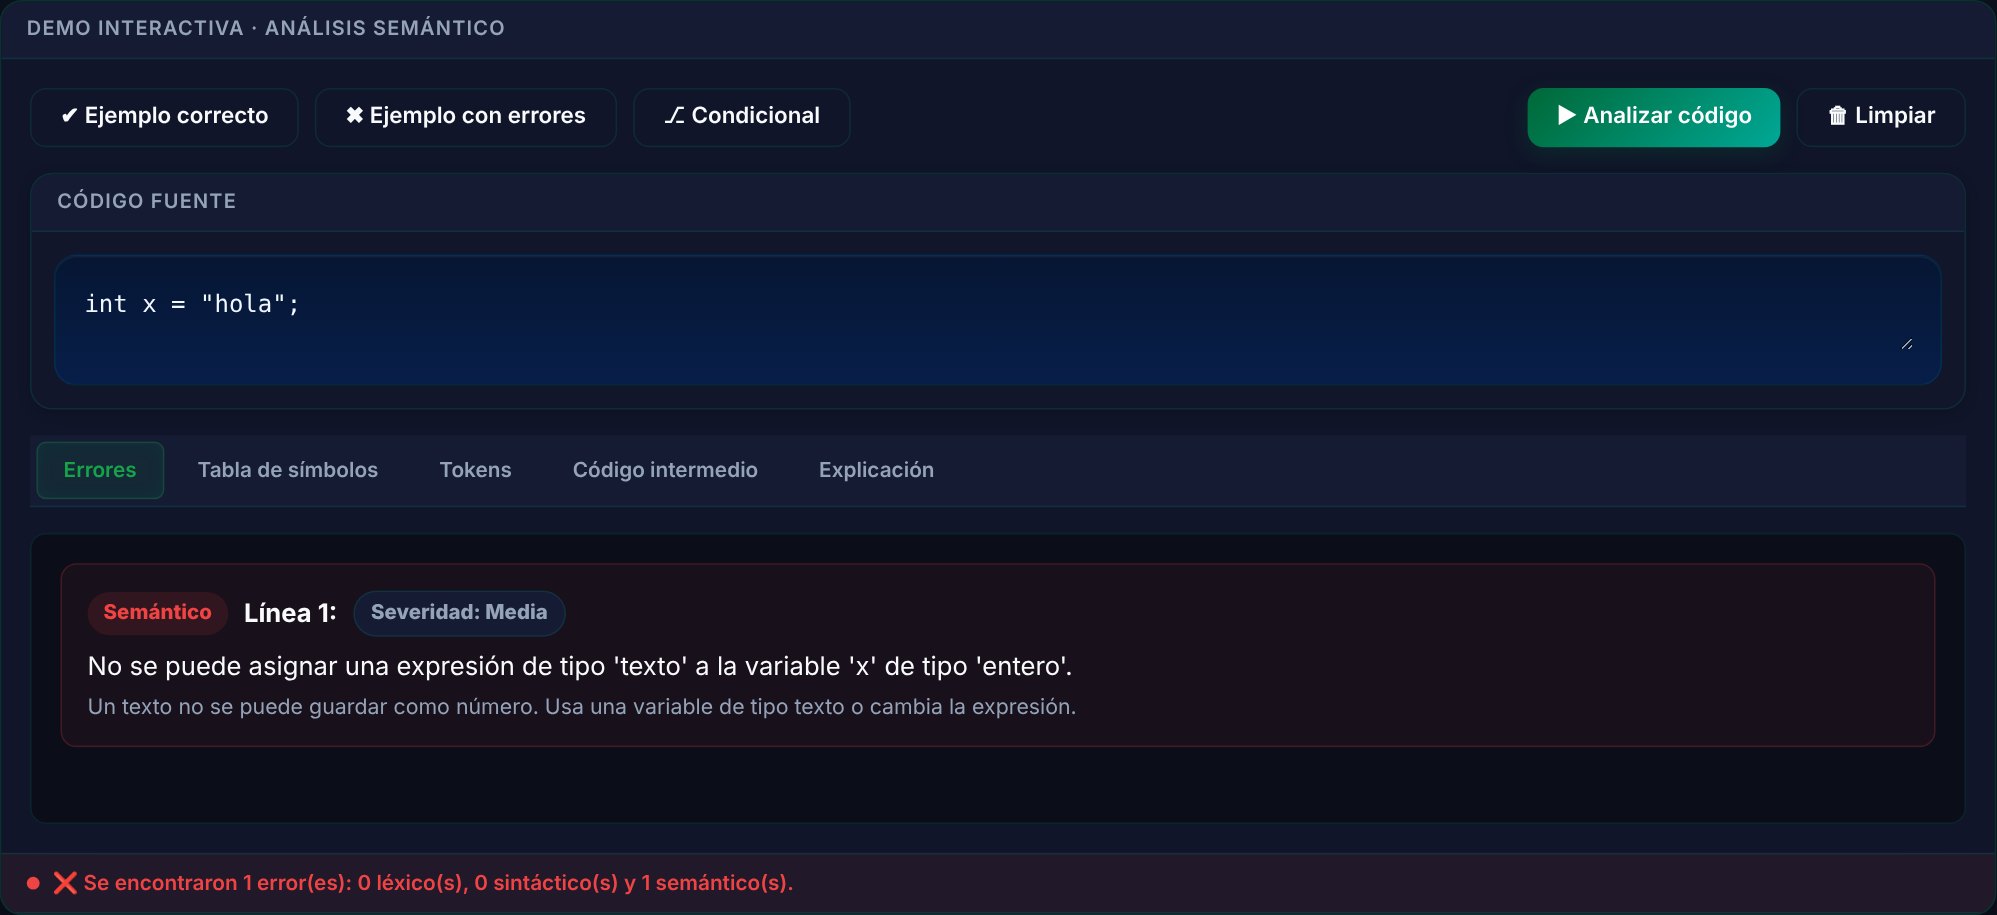 DEMO INTERACTIVA · ANÁLISIS SEMÁNTICO
✔ Ejemplo correcto
✖ Ejemplo con errores
⎇ Condicional
▶ Analizar código
🗑 Limpiar
CÓDIGO FUENTE
int x = "hola";
Errores
Tabla de símbolos
Tokens
Código intermedio
Explicación
Semántico Línea 1: Severidad: Media
No se puede asignar una expresión de tipo 'texto' a la variable 'x' de tipo 'entero'.
Un texto no se puede guardar como número. Usa una variable de tipo texto o cambia la expresión.
❌ Se encontraron 1 error(es): 0 léxico(s), 0 sintáctico(s) y 1 semántico(s).